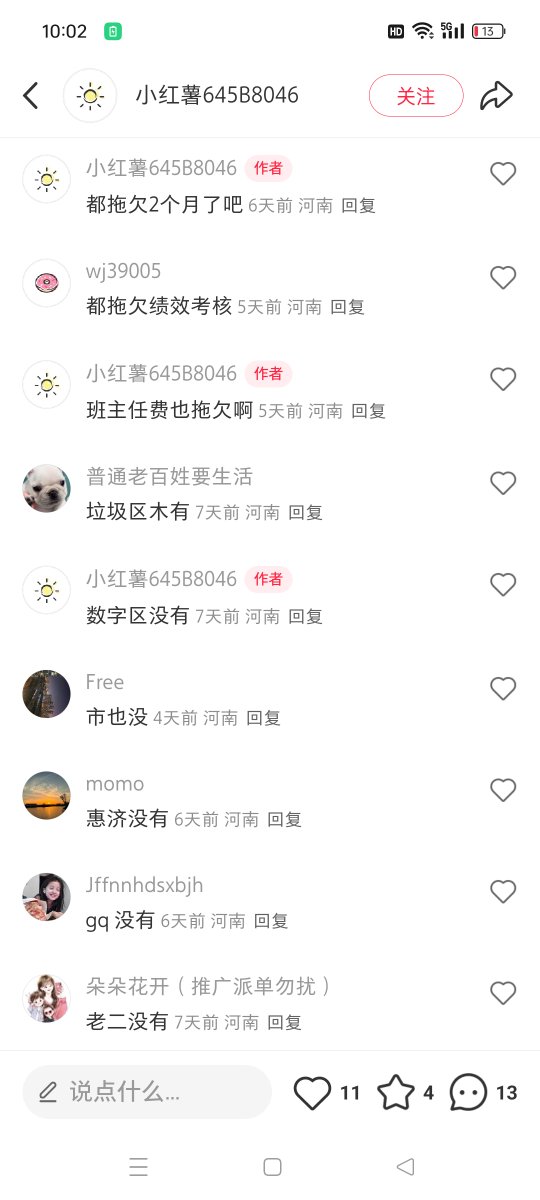 10:02
HD 5G 13
小红薯645B8046 关注
小红薯645B8046 作者
都拖欠2个月了吧 6天前 河南 回复
wj39005
都拖欠绩效考核 5天前 河南 回复
小红薯645B8046 作者
班主任费也拖欠啊 5天前 河南 回复
普通老百姓要生活
垃圾区木有 7天前 河南 回复
小红薯645B8046 作者
数字区没有 7天前 河南 回复
Free
市也没 4天前 河南 回复
momo
惠济没有 6天前 河南 回复
Jffnnhdsxbjh
gq 没有 6天前 河南 回复
朵朵花开（推广派单勿扰）
老二没有 7天前 河南 回复
说点什么... 11 4 13